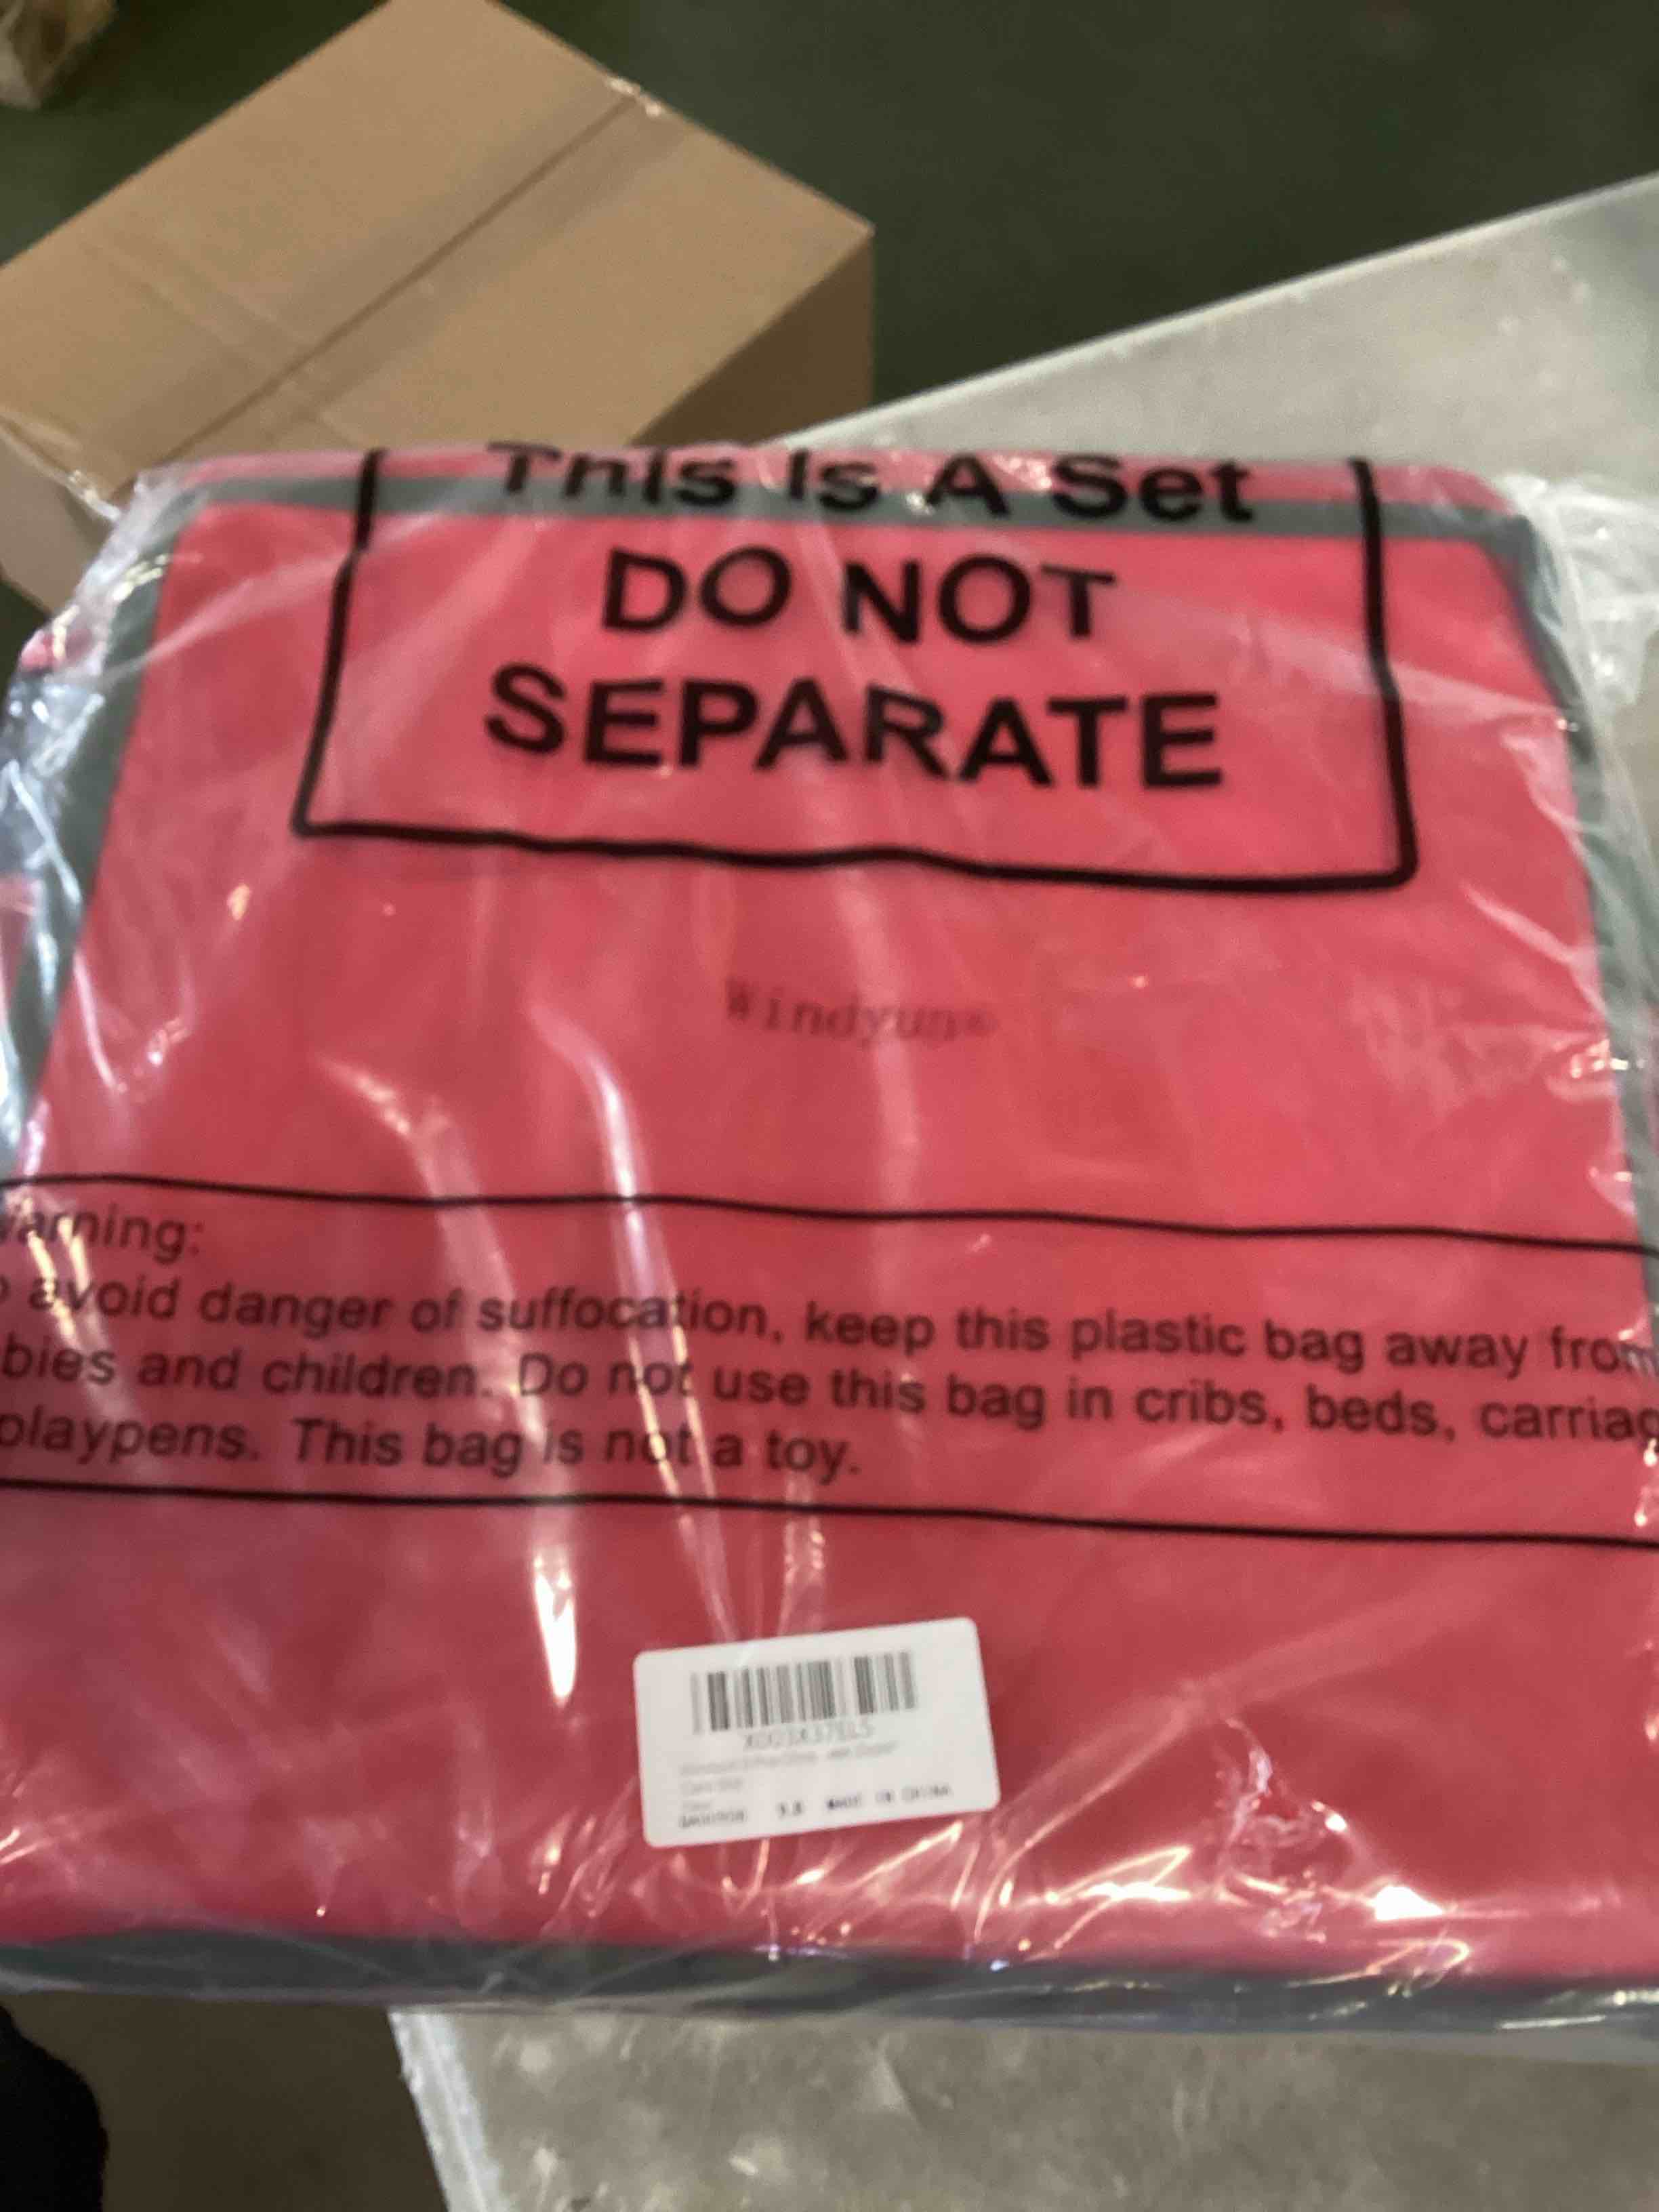 This Is A Set
DO NOT
SEPARATE
Windyun
arning:
avoid danger of suffocation, keep this plastic bag away from
bies and children. Do not use this bag in cribs, beds, carriag
playpens. This bag is not a toy.
MADE IN CHINA